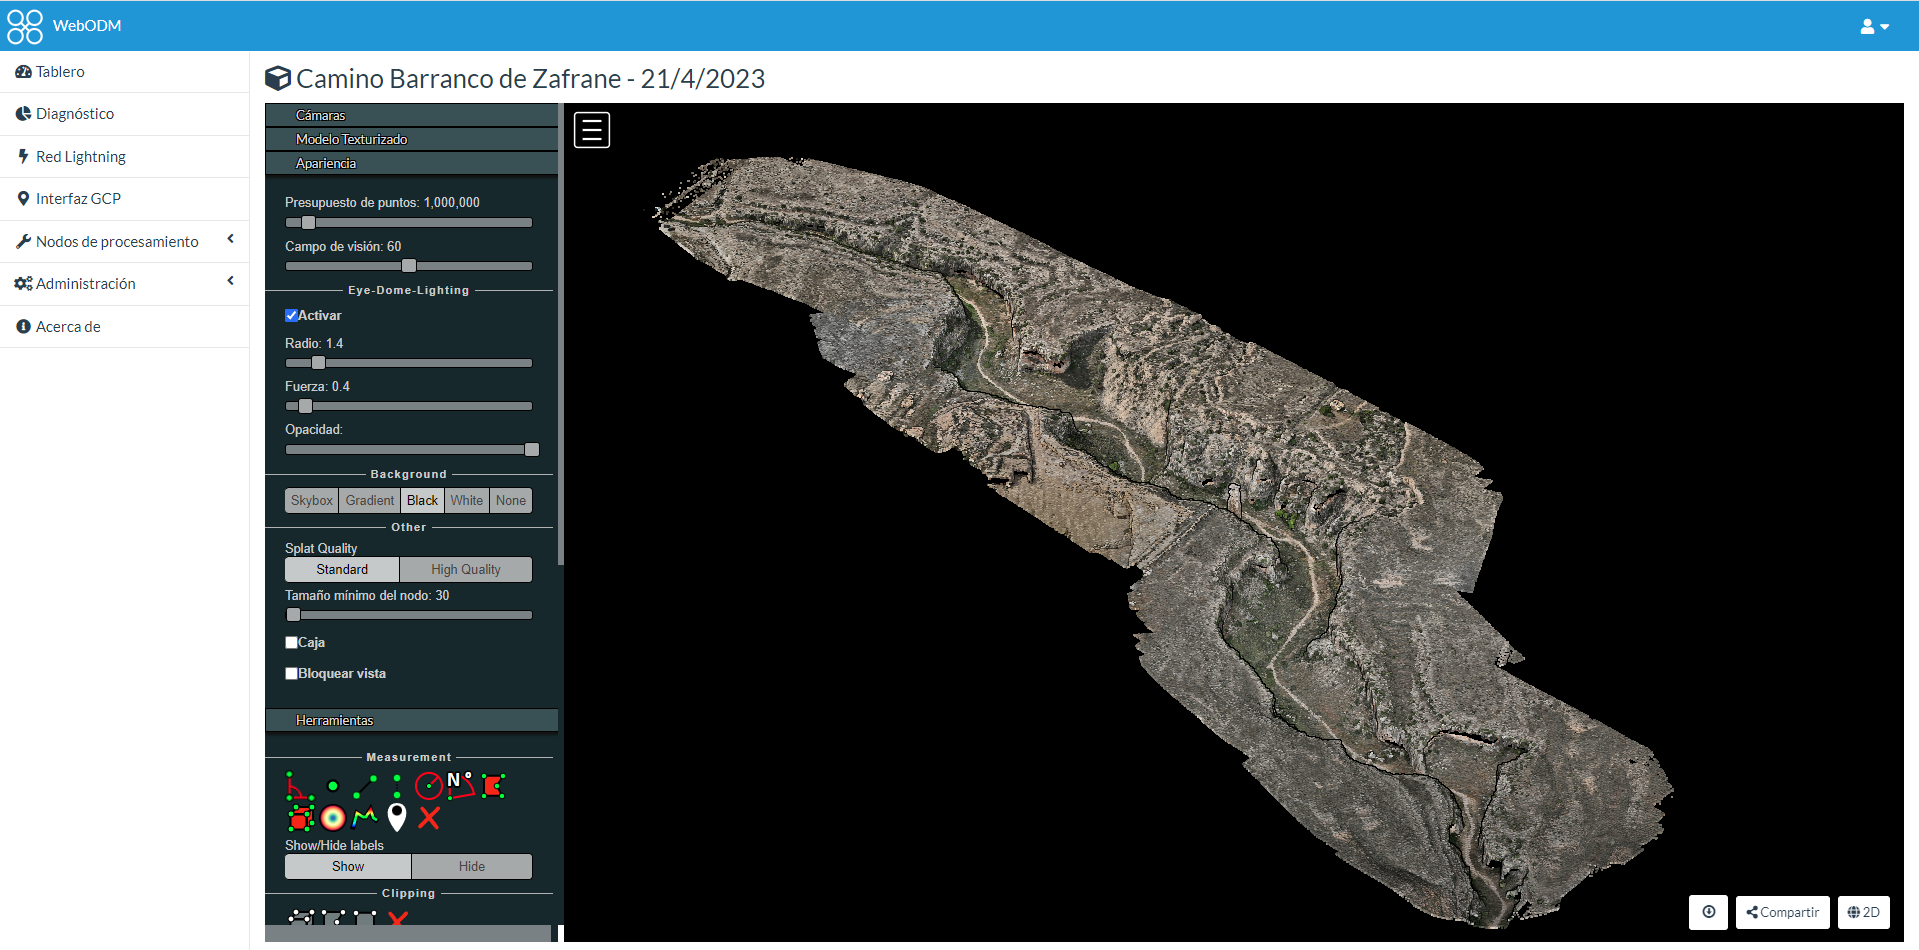 WebODM
Tablero
Diagnóstico
Red Lightning
Interfaz GCP
Nodos de procesamiento
Administración
Acerca de
Camino Barranco de Zafrane - 21/4/2023
Cámaras
Modelo Texturizado
Apariencia
Presupuesto de puntos: 1,000,000
Campo de visión: 60
Eye-Dome-Lighting
Activar
Radio: 1.4
Fuerza: 0.4
Opacidad:
Background
Skybox Gradient Black White None
Other
Splat Quality
Standard High Quality
Tamaño mínimo del nodo: 30
Caja
Bloquear vista
Herramientas
Measurement
N°
Show/Hide labels
Show Hide
Clipping
Compartir
2D